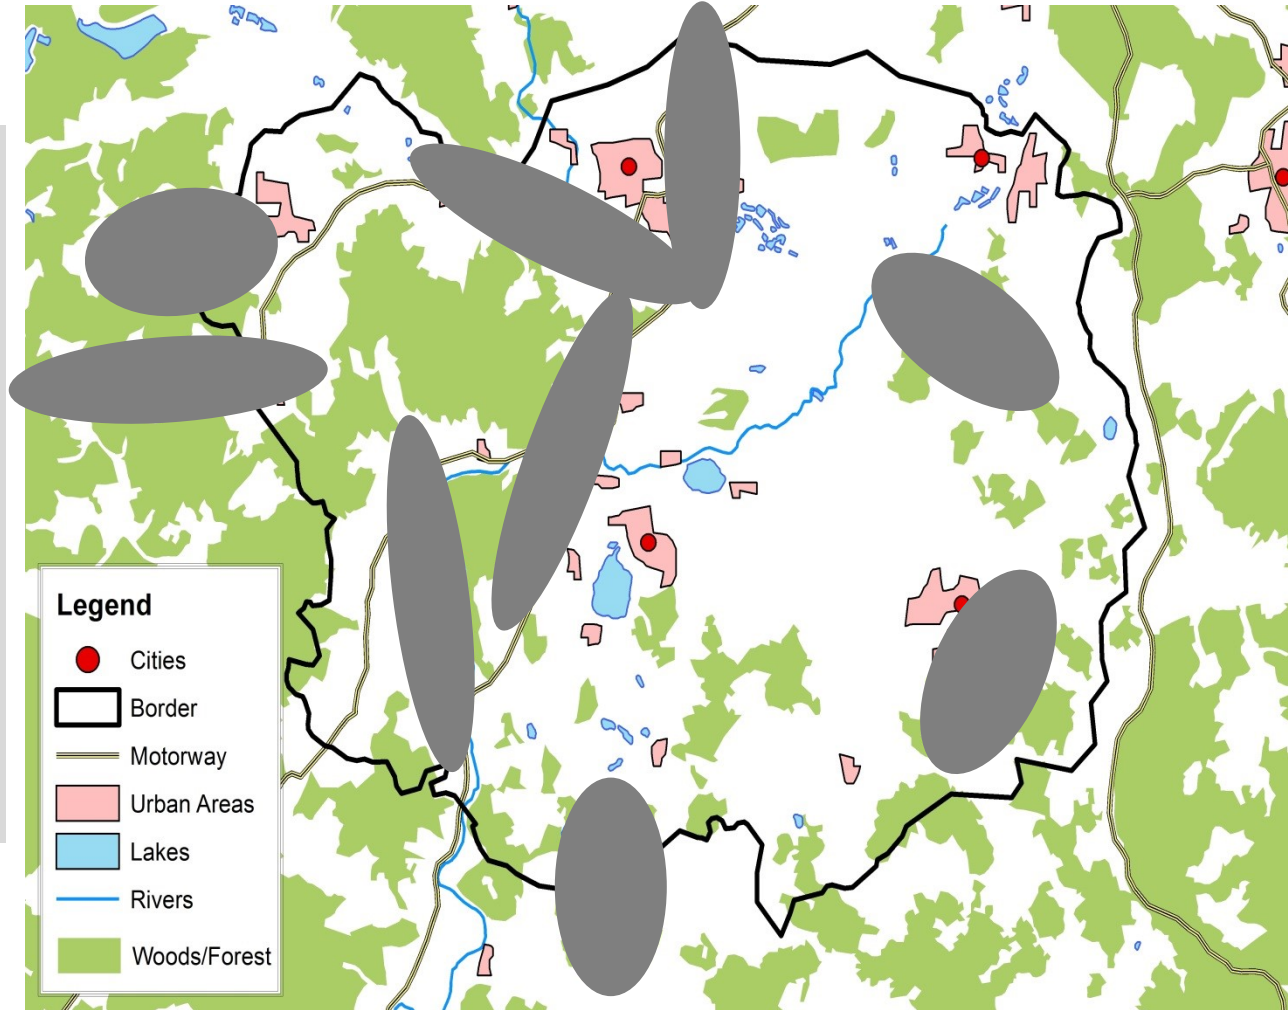 Legend
Cities
Border
Motorway
Urban Areas
Lakes
Rivers
Woods/Forest